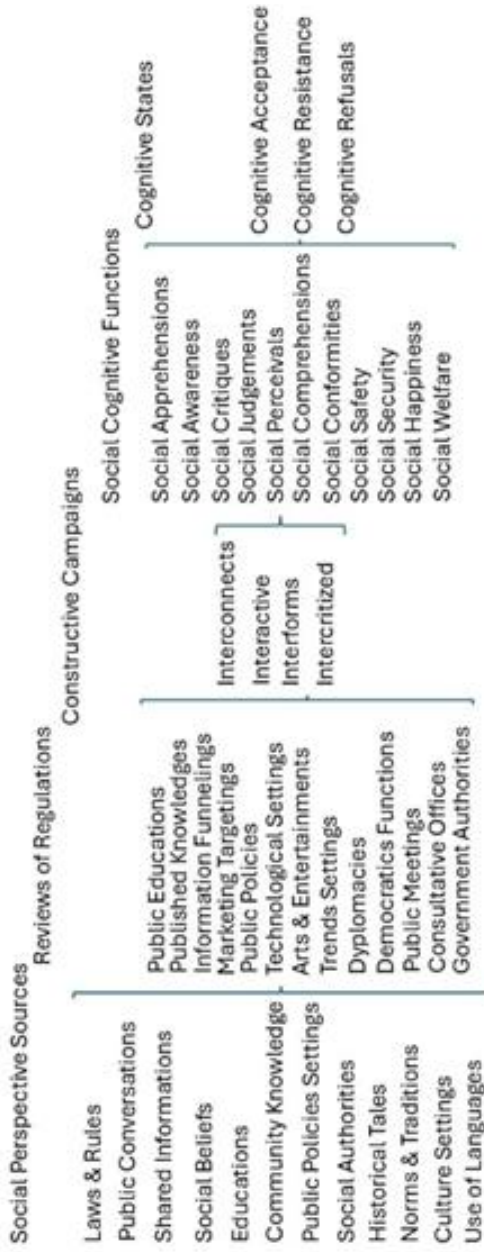 Social Perspective Sources
Laws & Rules
Public Conversations
Shared Informations
Social Beliefs
Educations
Community Knowledge
Public Policies Settings
Social Authorities
Historical Tales
Norms & Traditions
Culture Settings
Use of Languages
Reviews of Regulations
Public Educations
Published Knowledges
Information Funnelings
Marketing Targetings
Public Policies
Technological Settings
Arts & Entertainments
Trends Settings
Dyplomacies
Democratics Functions
Public Meetings
Consultative Offices
Government Authorities
Constructive Campaigns
Interconnects
Interactive
Interforms
Intercritized
Social Cognitive Functions
Social Apprehensions
Social Awareness
Social Critiques
Social Judgements
Social Perceivals
Social Comprehensions
Social Conformities
Social Safety
Social Security
Social Happiness
Social Welfare
Cognitive States
Cognitive Acceptance
Cognitive Resistance
Cognitive Refusals